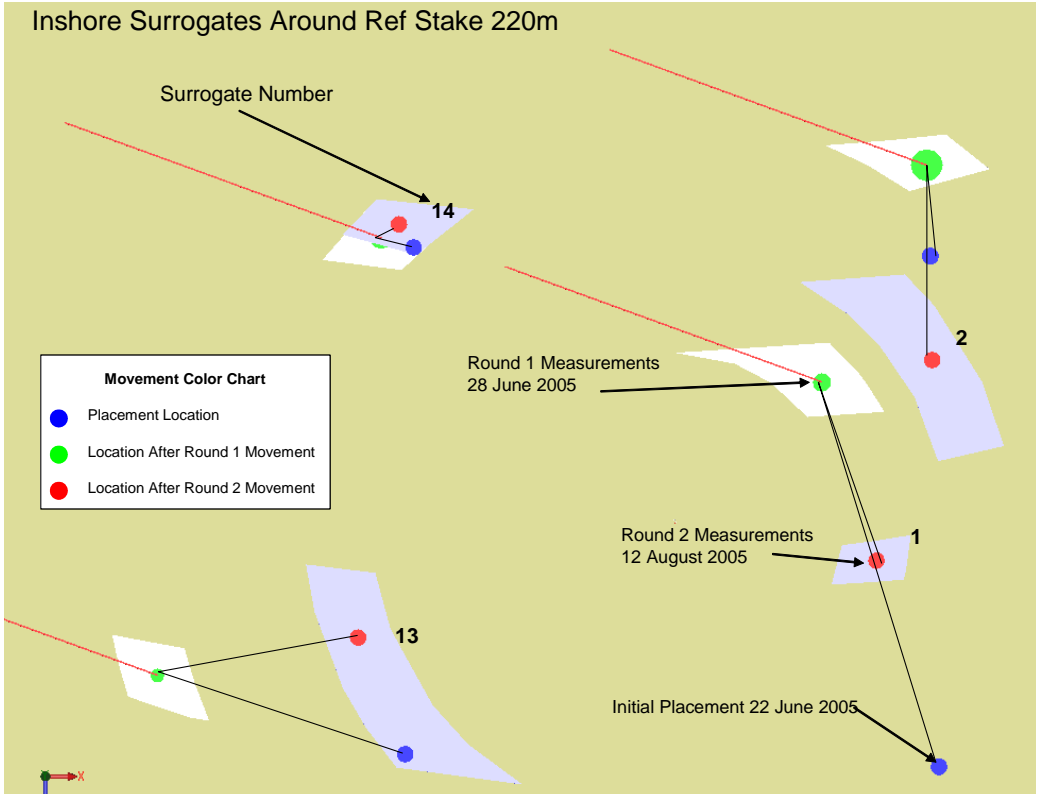 Inshore Surrogates Around Ref Stake 220m
Surrogate Number
14
2
Round 1 Measurements
28 June 2005
Movement Color Chart
Placement Location
Location After Round 1 Movement
Location After Round 2 Movement
Round 2 Measurements
12 August 2005
1
13
Initial Placement 22 June 2005
X